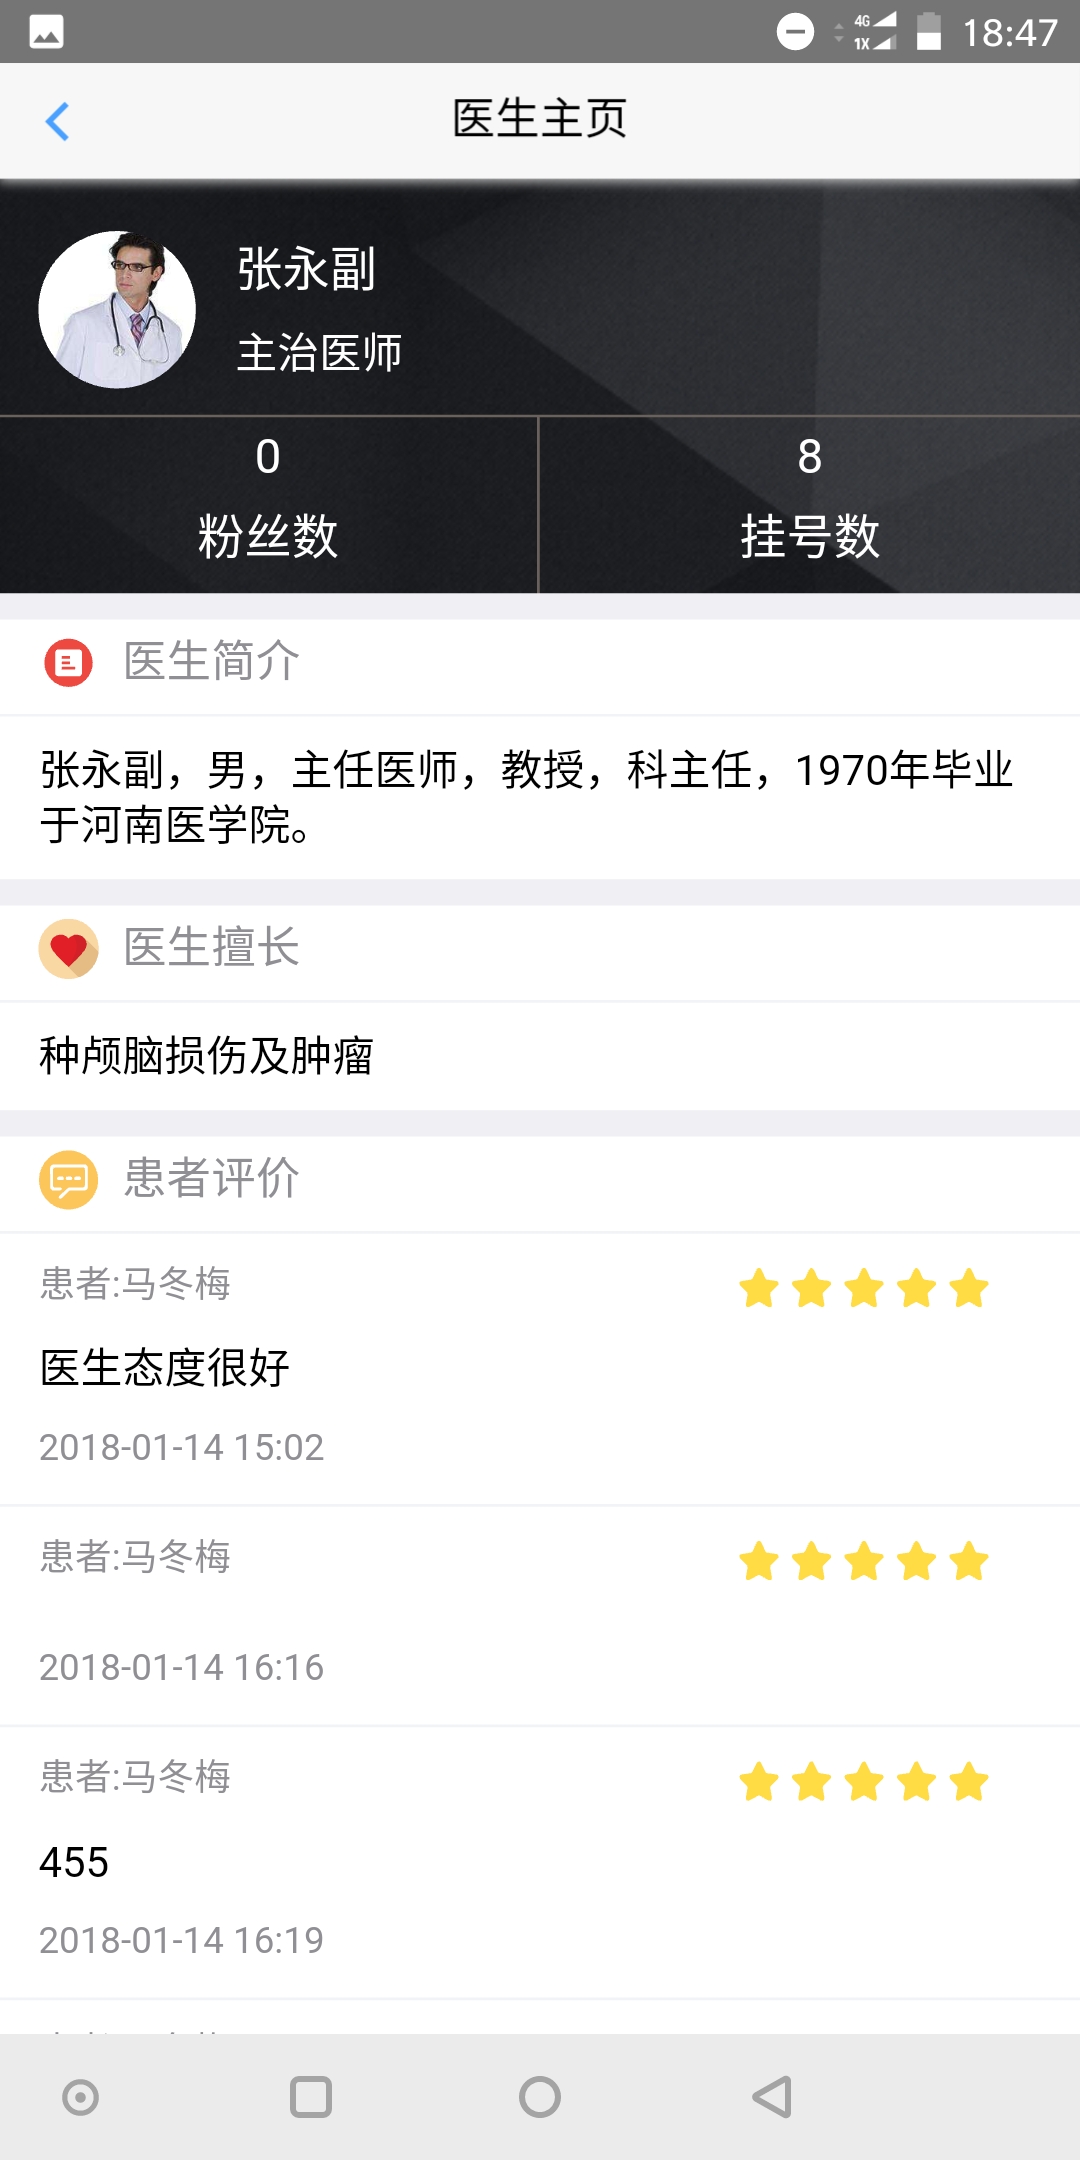 4G
1X
18:47
医生主页
张永副
主治医师
0
8
粉丝数
挂号数
医生简介
张永副，男，主任医师，教授，科主任，1970年毕业
于河南医学院。
医生擅长
种颅脑损伤及肿瘤
患者评价
患者:马冬梅
医生态度很好
2018-01-14 15:02
患者:马冬梅
2018-01-14 16:16
患者:马冬梅
455
2018-01-14 16:19